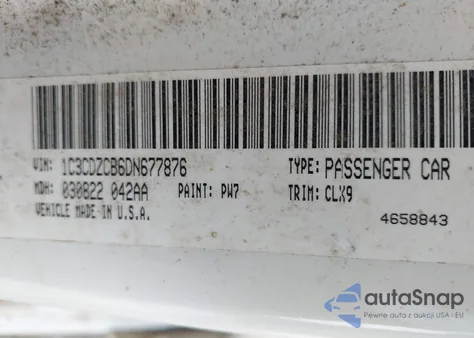 VIN: 1C3CDZCB6DN677876 TYPE: PASSENGER CAR
MDH: 030822 042AA PAINT: PW7 TRIM: CLX9
VEHICLE MADE IN U.S.A. 4658843
autaSnap
Pewne auta z aukcji USA i EU